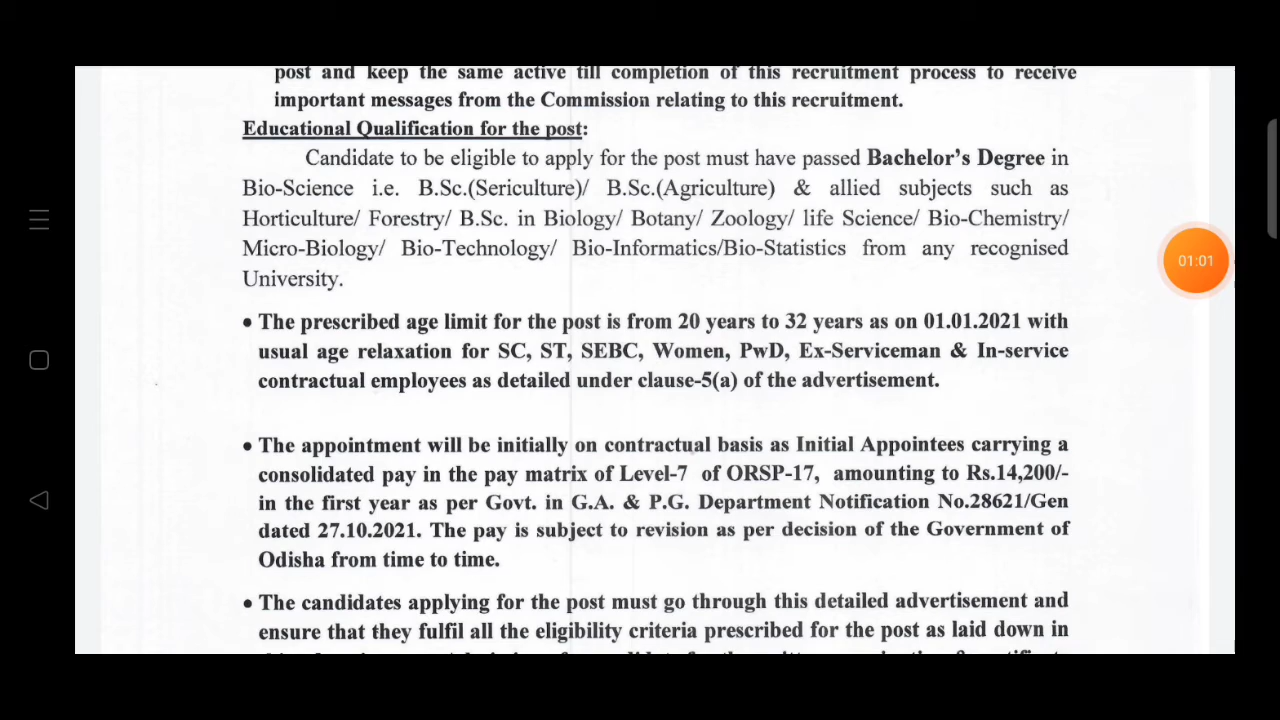 post and keep the same active till completion of this recruitment process to receive
important messages from the Commission relating to this recruitment.
Educational Qualification for the post:
Candidate to be eligible to apply for the post must have passed Bachelor's Degree in
Bio-Science i.e. B.Sc.(Sericulture)/ B.Sc.(Agriculture) & allied subjects such as
Horticulture/ Forestry/ B.Sc. in Biology/ Botany/ Zoology/ life Science/ Bio-Chemistry/
Micro-Biology/ Bio-Technology/ Bio-Informatics/Bio-Statistics from any recognised
University.
• The prescribed age limit for the post is from 20 years to 32 years as on 01.01.2021 with
usual age relaxation for SC, ST, SEBC, Women, PwD, Ex-Serviceman & In-service
contractual employees as detailed under clause-5(a) of the advertisement.
• The appointment will be initially on contractual basis as Initial Appointees carrying a
consolidated pay in the pay matrix of Level-7 of ORSP-17, amounting to Rs.14,200/-
in the first year as per Govt. in G.A. & P.G. Department Notification No.28621/Gen
dated 27.10.2021. The pay is subject to revision as per decision of the Government of
Odisha from time to time.
• The candidates applying for the post must go through this detailed advertisement and
ensure that they fulfil all the eligibility criteria prescribed for the post as laid down in
01:01